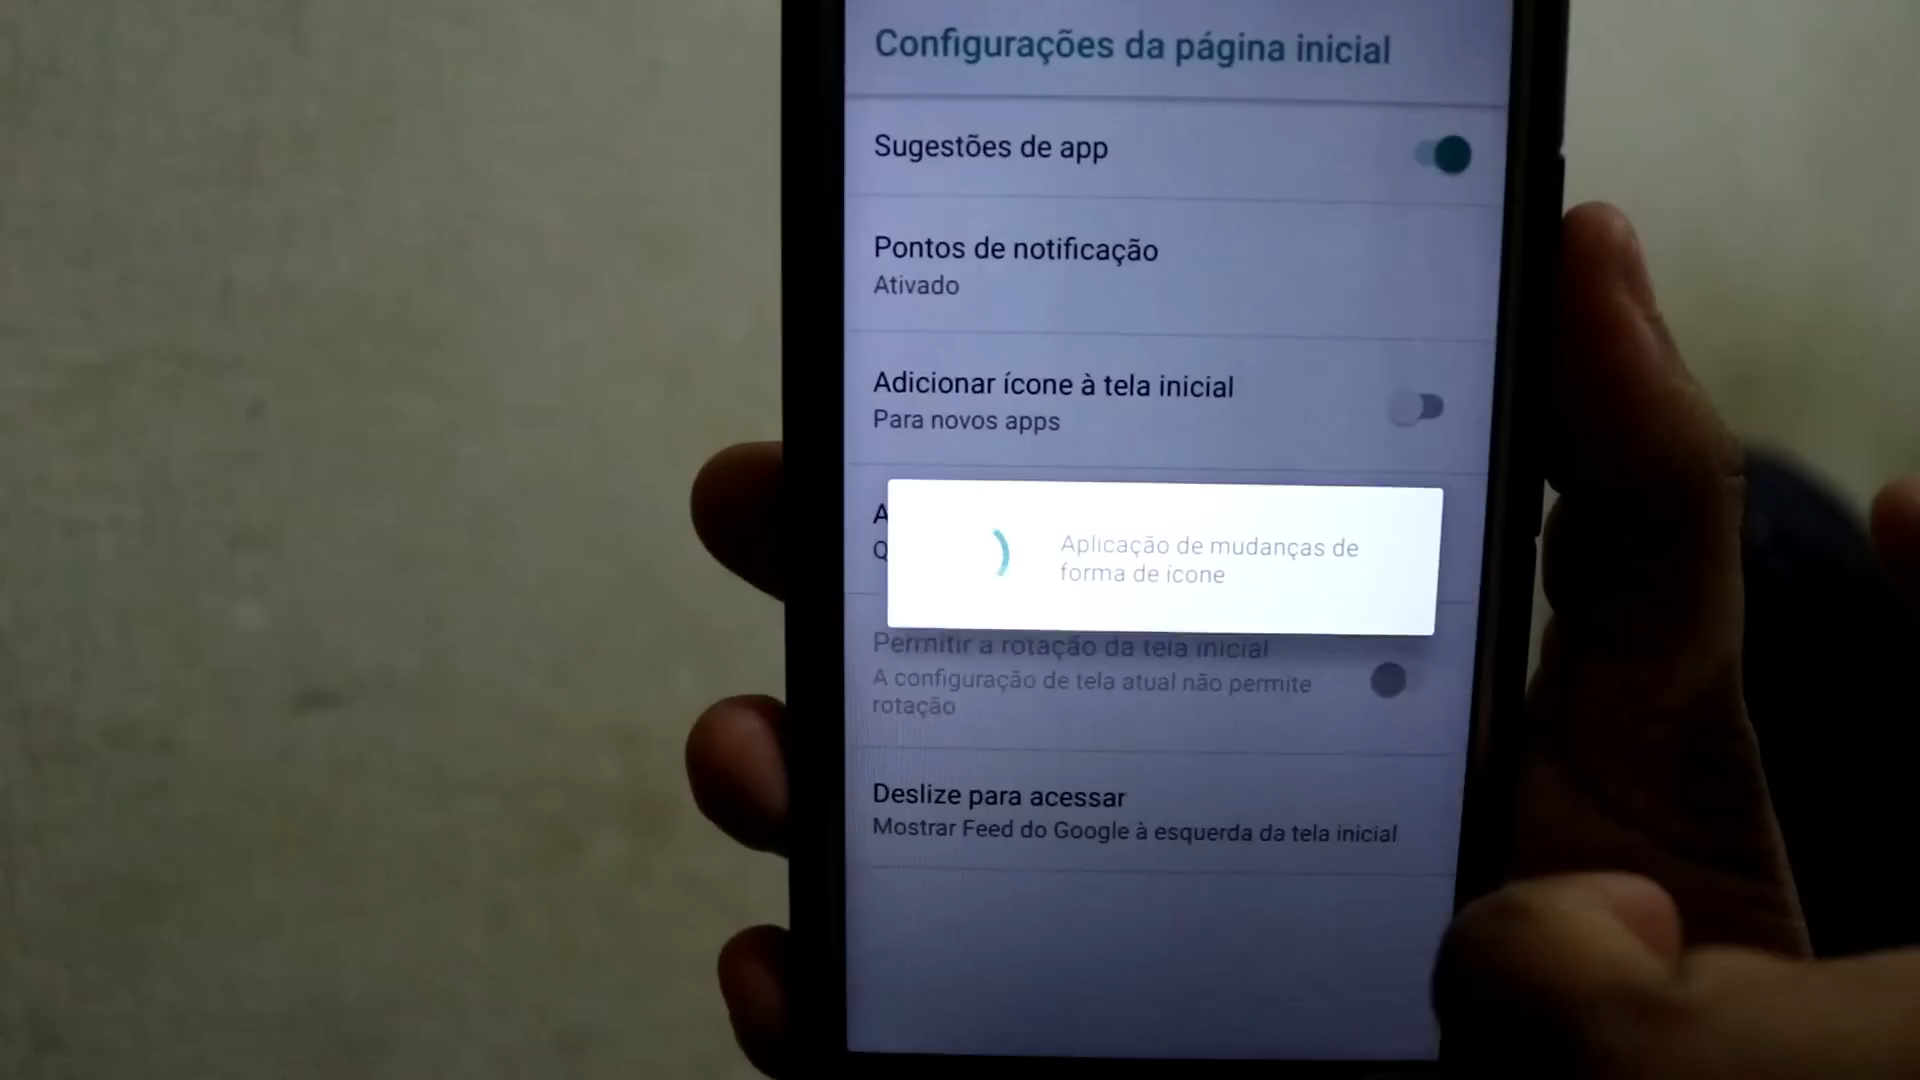 Configurações da página inicial
Sugestões de app
Pontos de notificação
Ativado
Adicionar ícone à tela inicial
Para novos apps
A
Q
Aplicação de mudanças de
forma de ícone
Permitir a rotação da tela inicial
A configuração de tela atual não permite
rotação
Deslize para acessar
Mostrar Feed do Google à esquerda da tela inicial